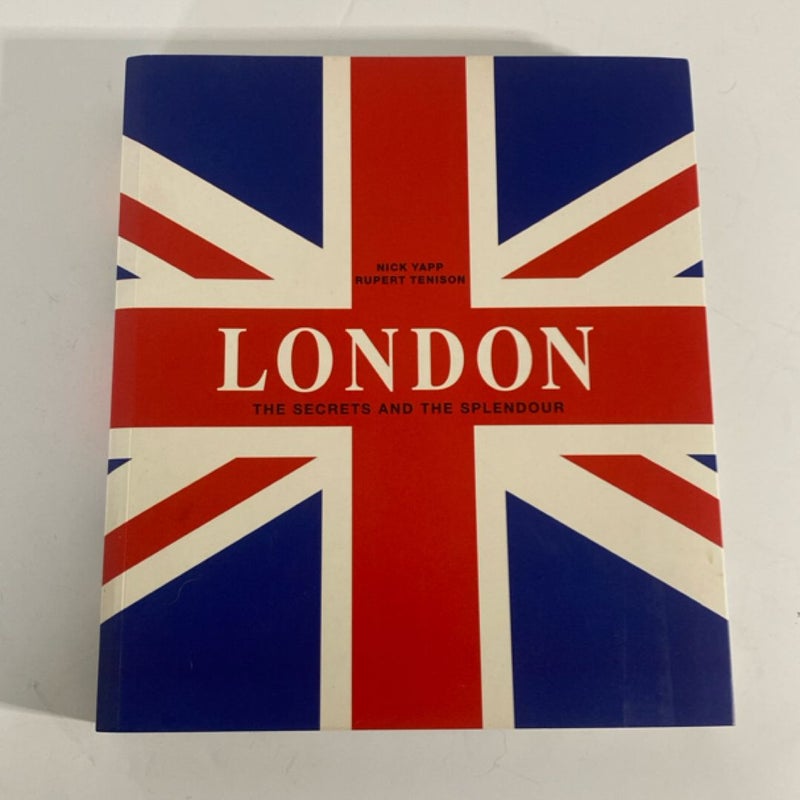 NICK YAPP
RUPERT TENISON
LONDON
THE SECRETS AND THE SPLENDOUR